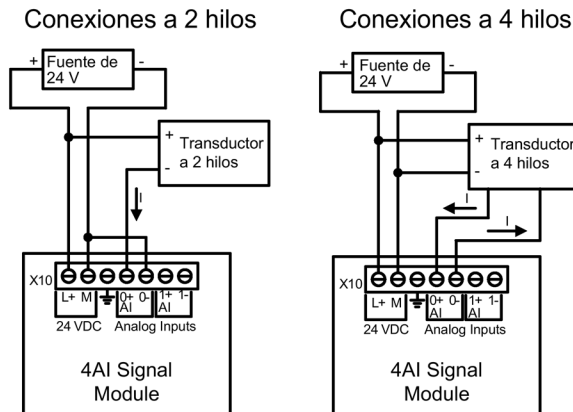 Conexiones a 2 hilos
+ Fuente de 24 V -
+ Transductor
- a 2 hilos
I
X10
L+ M 0+ 0- 1+ 1-
AI AI
24 VDC Analog Inputs
4AI Signal
Module
Conexiones a 4 hilos
+ Fuente de 24 V -
+ Transductor
- a 4 hilos
I
I
X10
L+ M 0+ 0- 1+ 1-
AI AI
24 VDC Analog Inputs
4AI Signal
Module